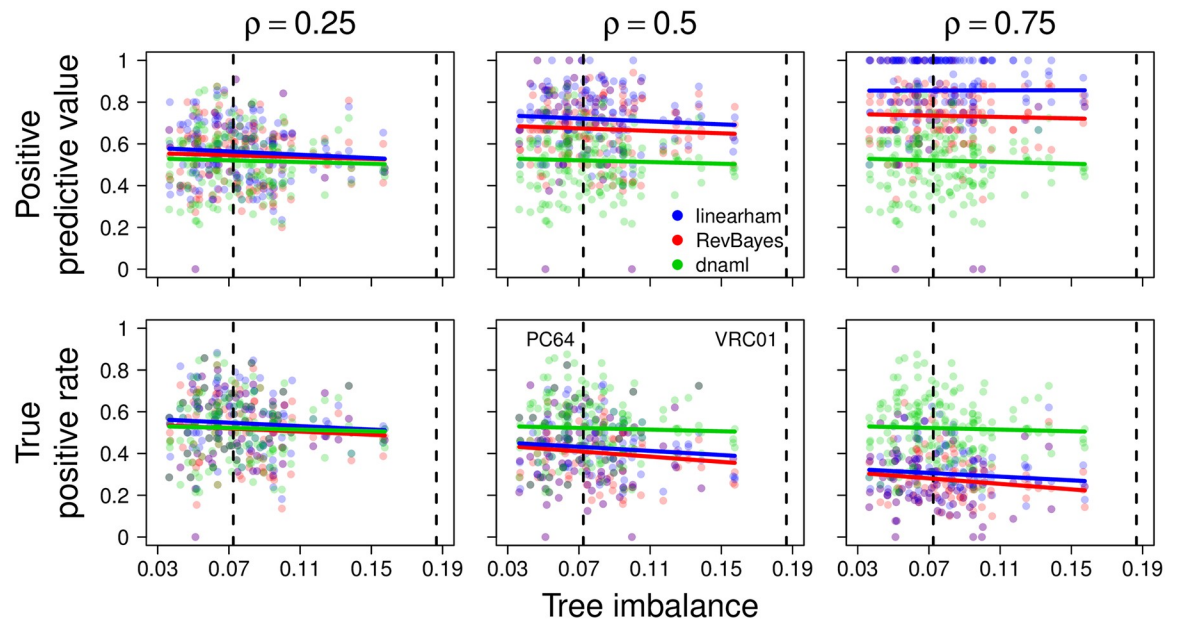 ρ = 0.25 ρ = 0.5 ρ = 0.75
Positive
predictive value
1
0.8
0.6
0.4
0.2
0
linearham
RevBayes
dnaml
True
positive rate
1
0.8
0.6
0.4
0.2
0
PC64 VRC01
0.03 0.07 0.11 0.15 0.19 0.03 0.07 0.11 0.15 0.19 0.03 0.07 0.11 0.15 0.19
Tree imbalance